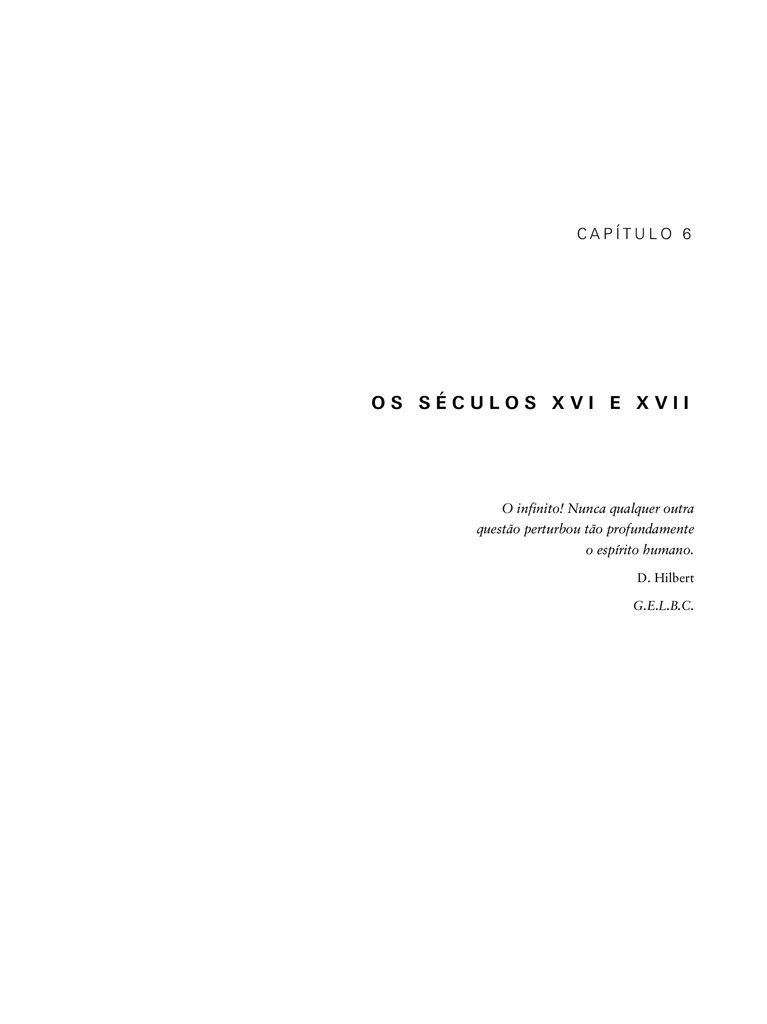 CAPÍTULO 6
OS SÉCULOS XVI E XVII
O infinito! Nunca qualquer outra
questão perturbou tão profundamente
o espírito humano.
D. Hilbert
G.E.L.B.C.